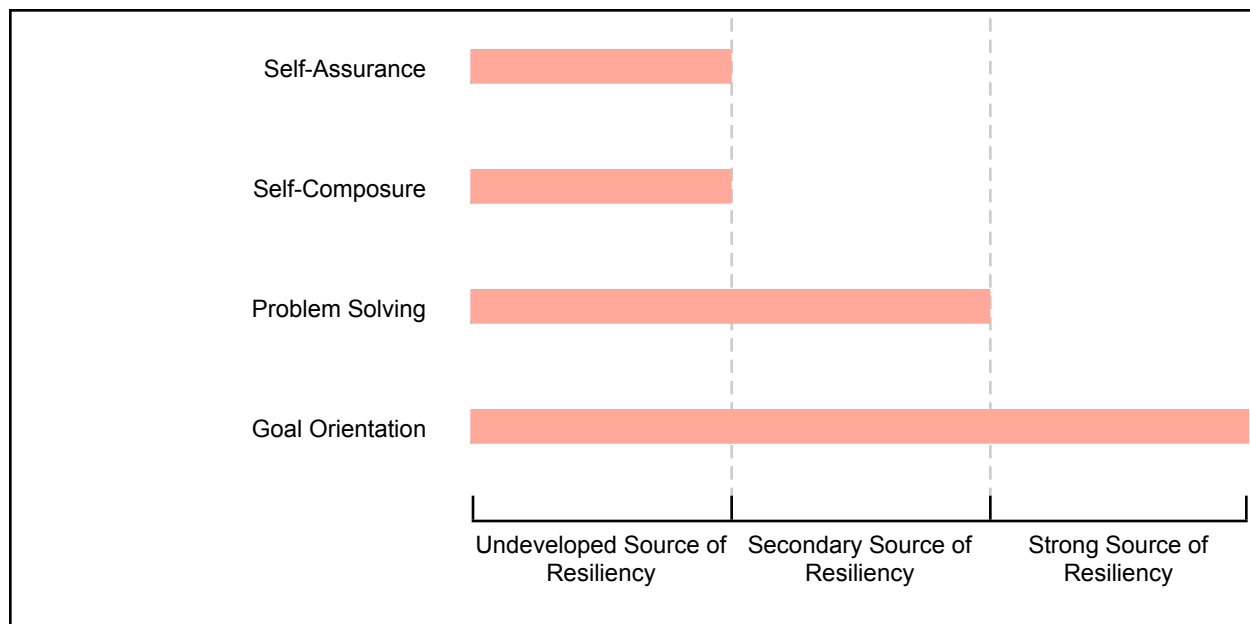 Self-Assurance
Self-Composure
Problem Solving
Goal Orientation
Undeveloped Source of
Resiliency
Secondary Source of
Resiliency
Strong Source of
Resiliency